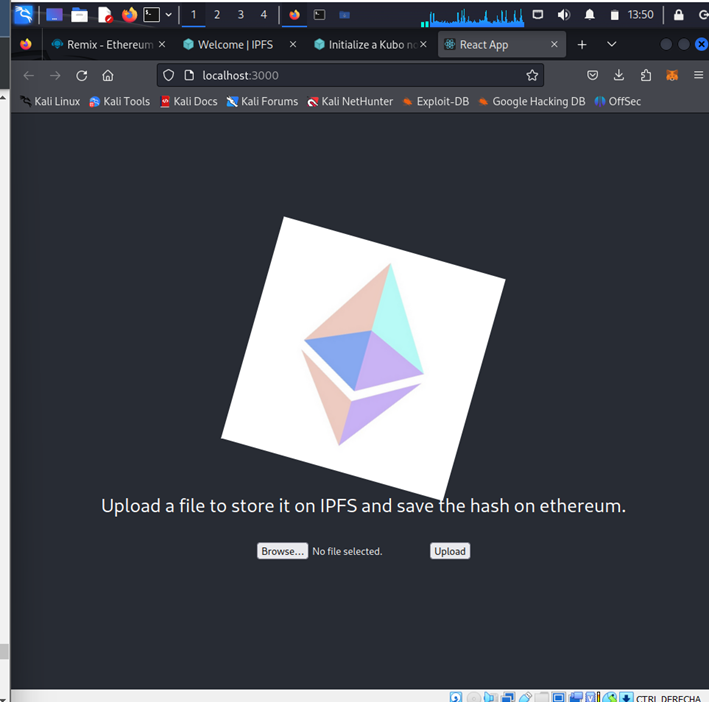 1 2 3 4 13:50
Remix - Ethereum Welcome | IPFS Initialize a Kubo no React App
localhost:3000
Kali Linux Kali Tools Kali Docs Kali Forums Kali NetHunter Exploit-DB Google Hacking DB OffSec
Upload a file to store it on IPFS and save the hash on ethereum.
Browse... No file selected. Upload
CTRL DERECHA